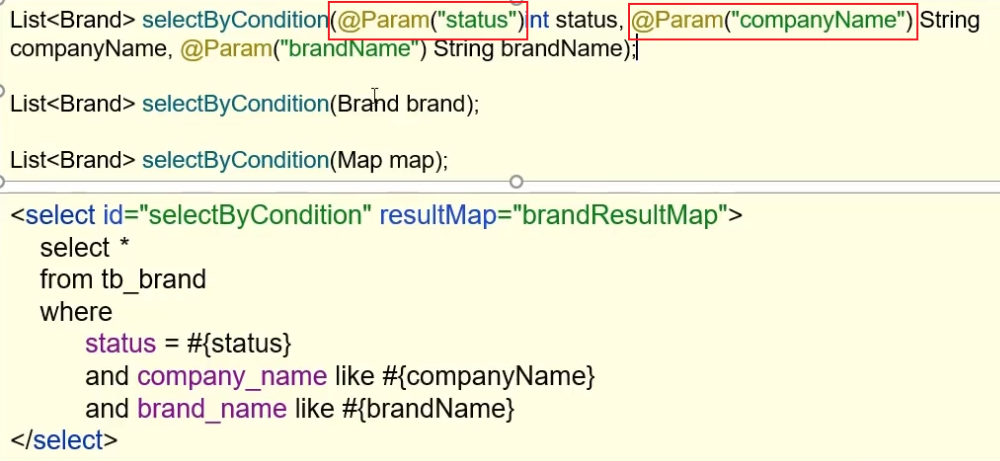 List<Brand> selectByCondition(@Param("status")int status, @Param("companyName") String
companyName, @Param("brandName") String brandName);
List<Brand> selectByCondition(Brand brand);
List<Brand> selectByCondition(Map map);
<select id="selectByCondition" resultMap="brandResultMap">
select *
from tb_brand
where
status = #{status}
and company_name like #{companyName}
and brand_name like #{brandName}
</select>